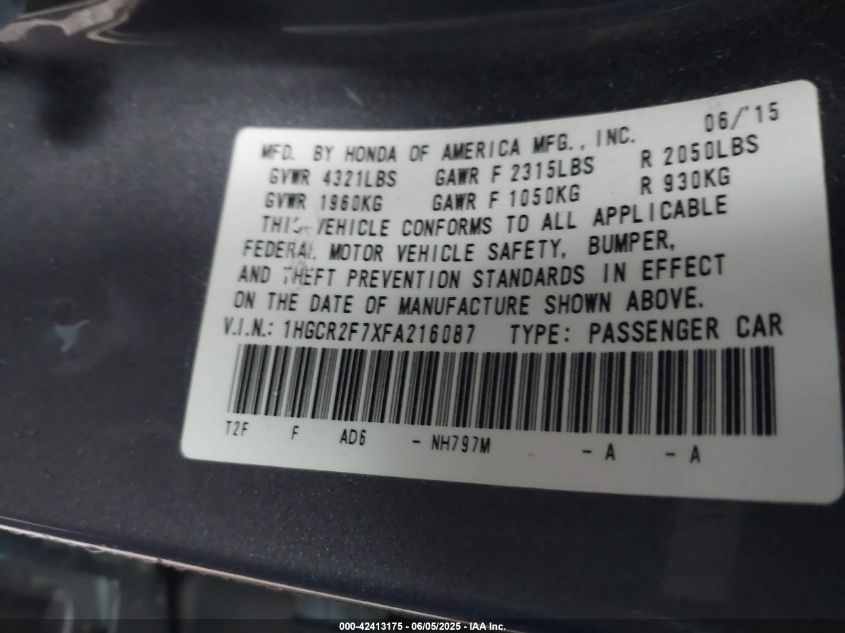 MFD. BY HONDA OF AMERICA MFG., INC. 06/15
GVWR 4321LBS GAWR F 2315LBS R 2050LBS
GVWR 1960KG GAWR F 1050KG R 930KG
THIS VEHICLE CONFORMS TO ALL APPLICABLE
FEDERAL MOTOR VEHICLE SAFETY, BUMPER,
AND THEFT PREVENTION STANDARDS IN EFFECT
ON THE DATE OF MANUFACTURE SHOWN ABOVE.
V.I.N.: 1HGCR2F7XFA216087 TYPE: PASSENGER CAR
T2F F AD6 - NH797M - A - A
000-42413175 - 06/05/2025 - IAA Inc.